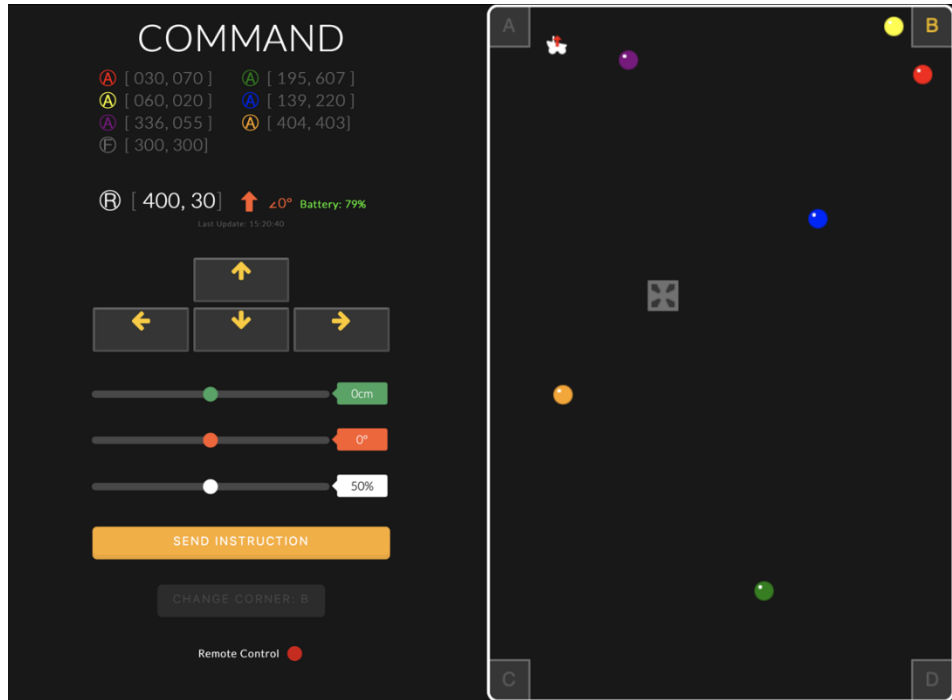 COMMAND
Ⓐ [ 030, 070 ] Ⓐ [ 195, 607 ]
Ⓐ [ 060, 020 ] Ⓐ [ 139, 220 ]
Ⓐ [ 336, 055 ] Ⓐ [ 404, 403]
Ⓕ [ 300, 300]
Ⓡ [ 400, 30] ∠0° Battery: 79%
Last Update: 15:20:40
0cm
0°
50%
SEND INSTRUCTION
CHANGE CORNER: B
Remote Control
A
B
C
D